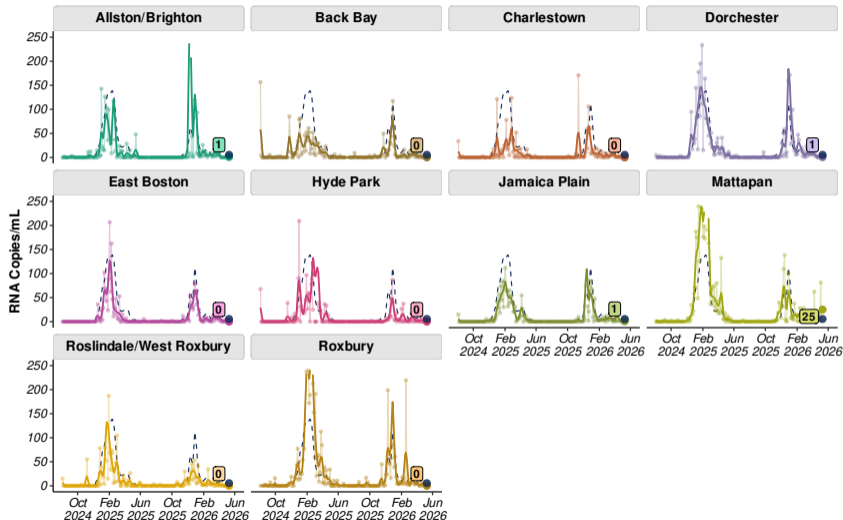 Allston/Brighton Back Bay Charlestown Dorchester
250
200
150
100
50
0
1 0 0 1
East Boston Hyde Park Jamaica Plain Mattapan
RNA Copies/mL
250
200
150
100
50
0
0 0 1 25
Oct Feb Jun Oct Feb Jun Oct Feb Jun Oct Feb Jun
2024 2025 2025 2025 2026 2026 2024 2025 2025 2025 2026 2026
Roslindale/West Roxbury Roxbury
250
200
150
100
50
0
0 0
Oct Feb Jun Oct Feb Jun Oct Feb Jun Oct Feb Jun
2024 2025 2025 2025 2026 2026 2024 2025 2025 2025 2026 2026